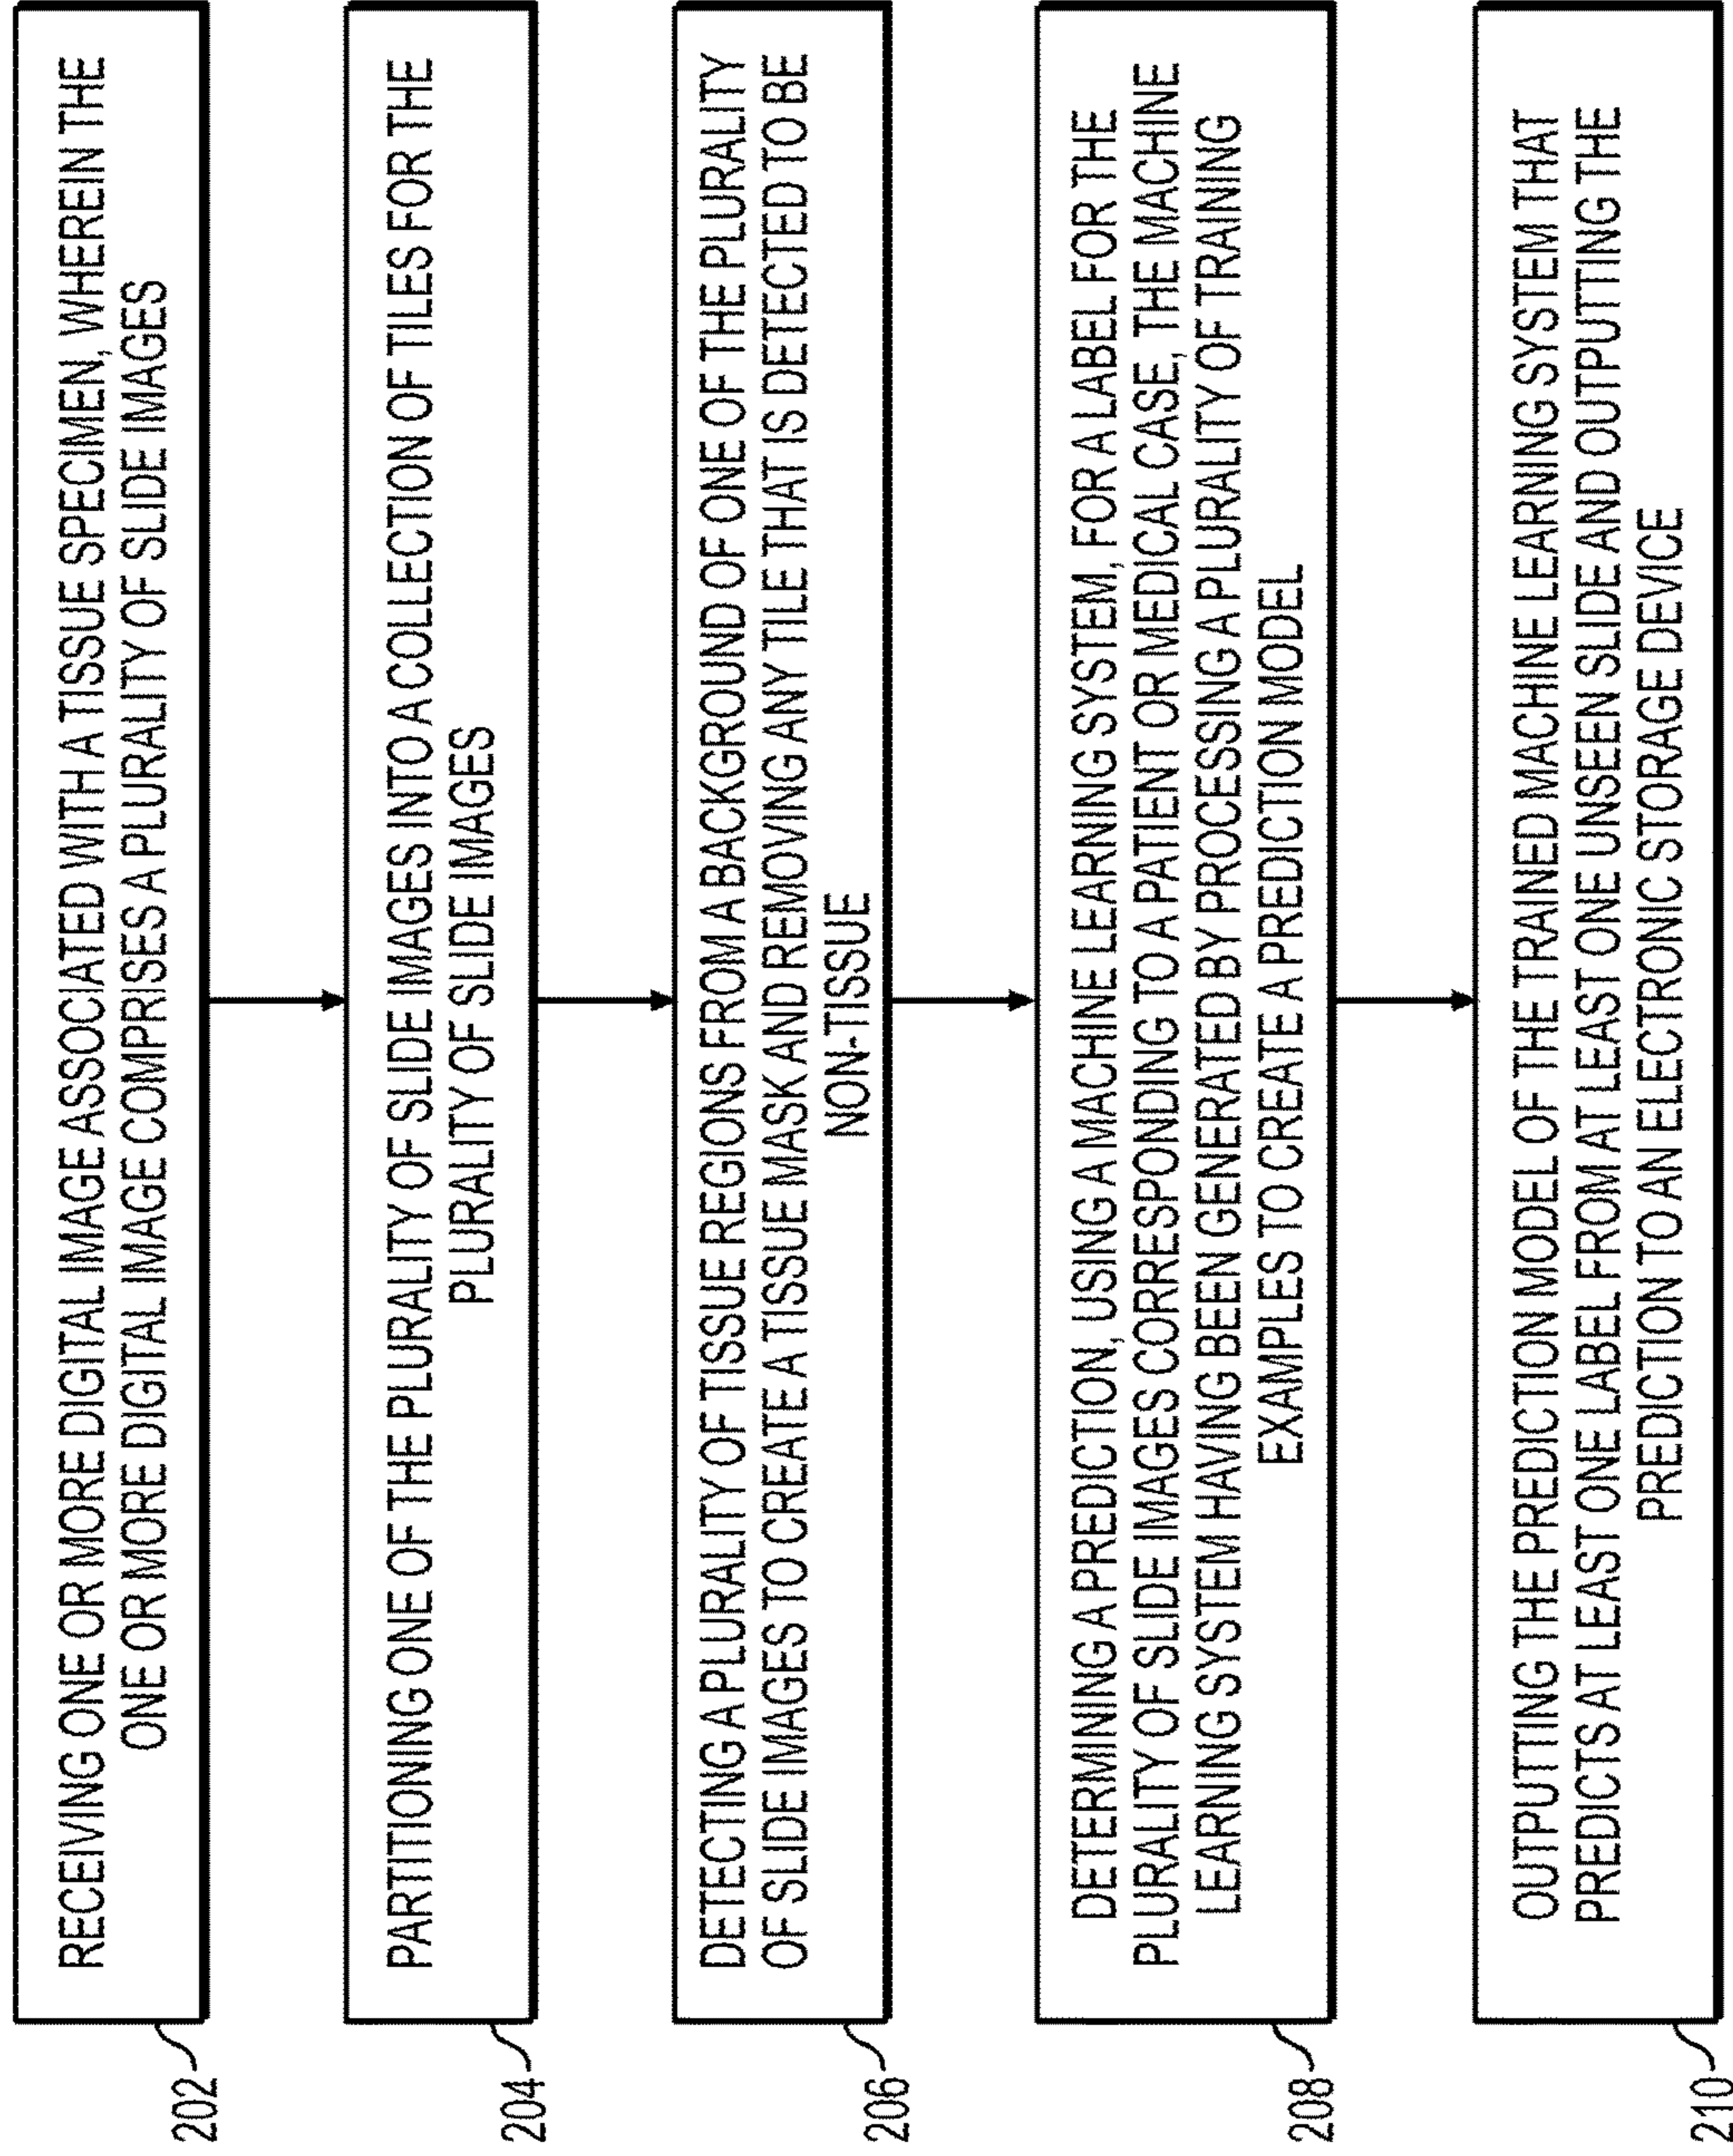 202
RECEIVING ONE OR MORE DIGITAL IMAGE ASSOCIATED WITH A TISSUE SPECIMEN, WHEREIN THE
ONE OR MORE DIGITAL IMAGE COMPRISES A PLURALITY OF SLIDE IMAGES
204
PARTITIONING ONE OF THE PLURALITY OF SLIDE IMAGES INTO A COLLECTION OF TILES FOR THE
PLURALITY OF SLIDE IMAGES
206
DETECTING A PLURALITY OF TISSUE REGIONS FROM A BACKGROUND OF ONE OF THE PLURALITY
OF SLIDE IMAGES TO CREATE A TISSUE MASK AND REMOVING ANY TILE THAT IS DETECTED TO BE
NON-TISSUE
208
DETERMINING A PREDICTION, USING A MACHINE LEARNING SYSTEM, FOR A LABEL FOR THE
PLURALITY OF SLIDE IMAGES CORRESPONDING TO A PATIENT OR MEDICAL CASE, THE MACHINE
LEARNING SYSTEM HAVING BEEN GENERATED BY PROCESSING A PLURALITY OF TRAINING
EXAMPLES TO CREATE A PREDICTION MODEL
210
OUTPUTTING THE PREDICTION MODEL OF THE TRAINED MACHINE LEARNING SYSTEM THAT
PREDICTS AT LEAST ONE LABEL FROM AT LEAST ONE UNSEEN SLIDE AND OUTPUTTING THE
PREDICTION TO AN ELECTRONIC STORAGE DEVICE